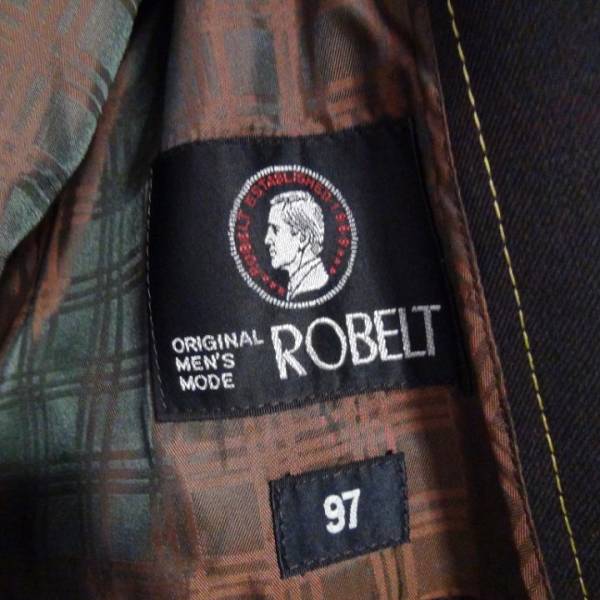 ROBELT ESTABLISHED 1969
ORIGINAL
MEN'S
MODE
ROBELT
97